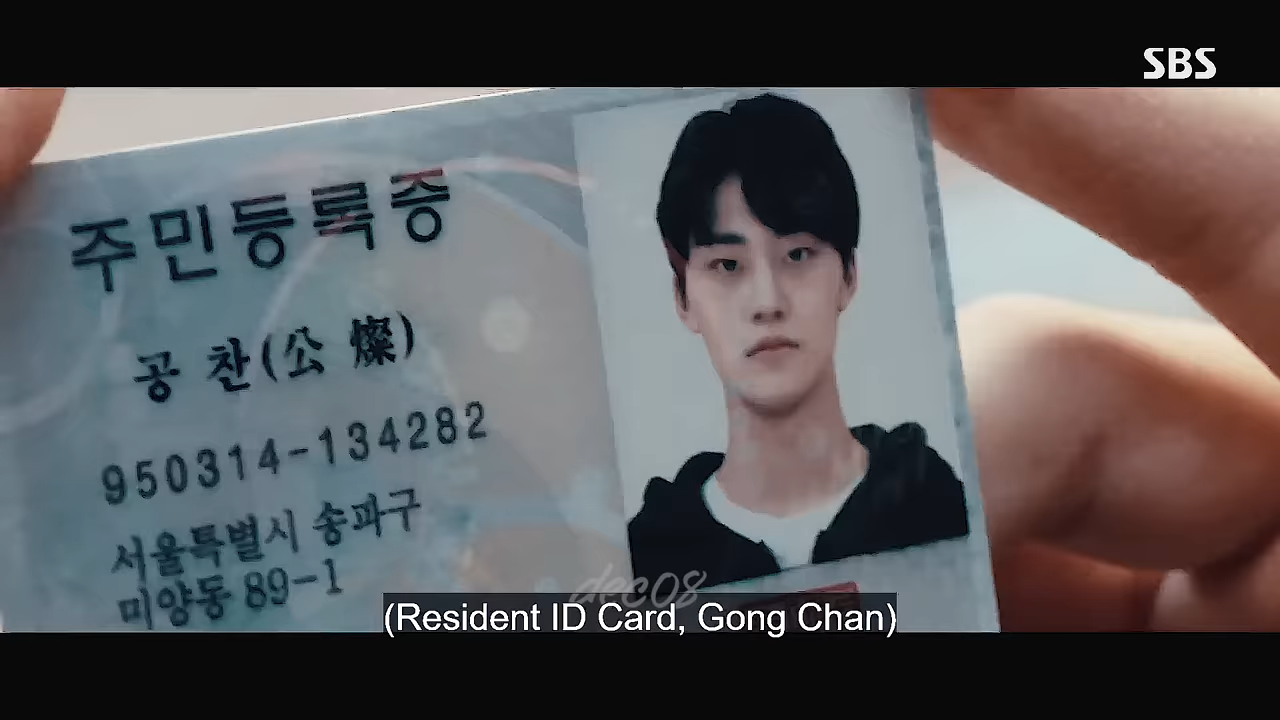 SBS
주민등록증
공 찬(公 燦)
950314-134282
서울특별시 송파구
미양동 89-1
dec08
(Resident ID Card, Gong Chan)